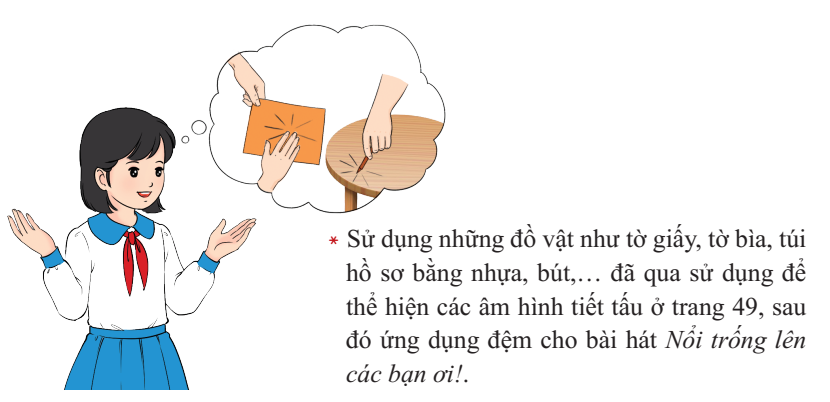 * Sử dụng những đồ vật như tờ giấy, tờ bìa, túi
hồ sơ bằng nhựa, bút,… đã qua sử dụng để
thể hiện các âm hình tiết tấu ở trang 49, sau
đó ứng dụng đệm cho bài hát Nổi trống lên
các bạn ơi!.